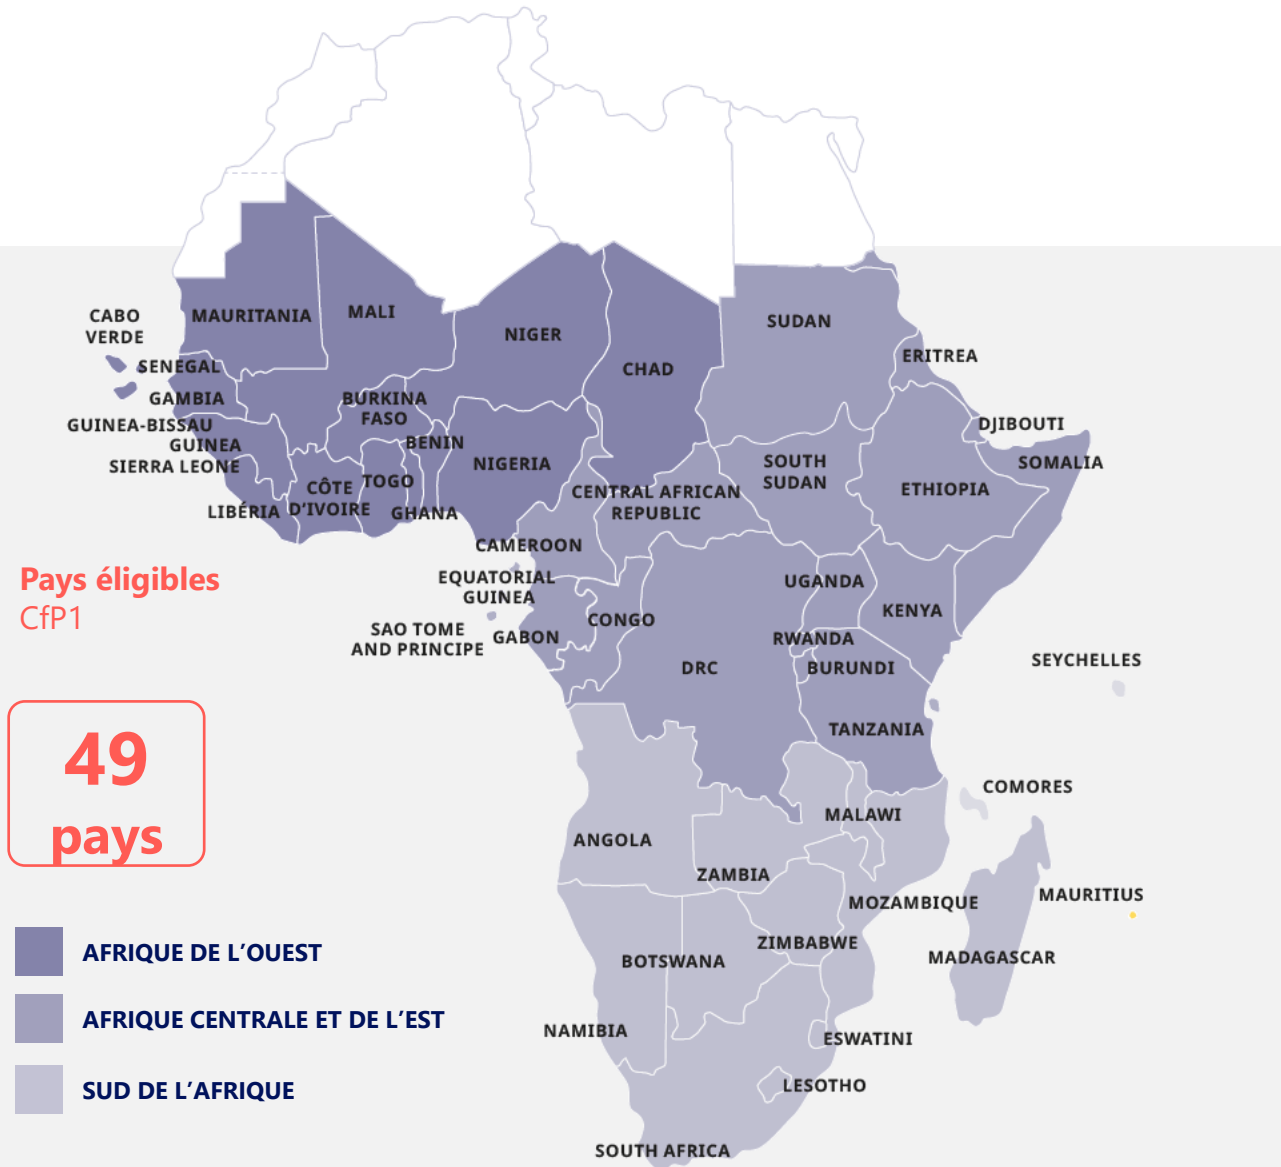 CABO
VERDE
MAURITANIA
MALI
NIGER
CHAD
SUDAN
ERITREA
SENEGAL
GAMBIA
BURKINA
FASO
DJIBOUTI
GUINEA-BISSAU
GUINEA
SIERRA LEONE
BENIN
NIGERIA
SOUTH
SUDAN
SOMALIA
ETHIOPIA
CÔTE
D'IVOIRE
TOGO
LIBÉRIA
GHANA
CENTRAL AFRICAN
REPUBLIC
CAMEROON
EQUATORIAL
GUINEA
UGANDA
KENYA
SAO TOME
AND PRINCIPE
GABON
CONGO
RWANDA
DRC
BURUNDI
SEYCHELLES
TANZANIA
COMORES
MALAWI
ANGOLA
ZAMBIA
MOZAMBIQUE
MAURITIUS
ZIMBABWE
BOTSWANA
MADAGASCAR
NAMIBIA
ESWATINI
LESOTHO
SOUTH AFRICA
Pays éligibles
CfP1
49
pays
AFRIQUE DE L’OUEST
AFRIQUE CENTRALE ET DE L’EST
SUD DE L’AFRIQUE